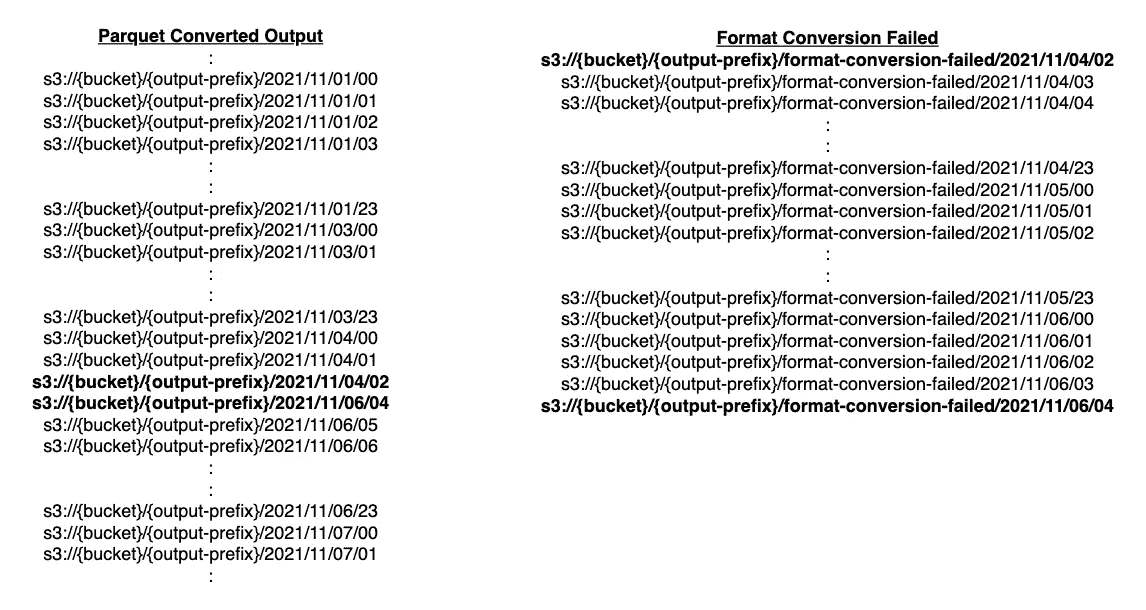 Parquet Converted Output
:
s3://{bucket}/{output-prefix}/2021/11/01/00
s3://{bucket}/{output-prefix}/2021/11/01/01
s3://{bucket}/{output-prefix}/2021/11/01/02
s3://{bucket}/{output-prefix}/2021/11/01/03
:
:
s3://{bucket}/{output-prefix}/2021/11/01/23
s3://{bucket}/{output-prefix}/2021/11/03/00
s3://{bucket}/{output-prefix}/2021/11/03/01
:
:
s3://{bucket}/{output-prefix}/2021/11/03/23
s3://{bucket}/{output-prefix}/2021/11/04/00
s3://{bucket}/{output-prefix}/2021/11/04/01
s3://{bucket}/{output-prefix}/2021/11/04/02
s3://{bucket}/{output-prefix}/2021/11/06/04
s3://{bucket}/{output-prefix}/2021/11/06/05
s3://{bucket}/{output-prefix}/2021/11/06/06
:
:
s3://{bucket}/{output-prefix}/2021/11/06/23
s3://{bucket}/{output-prefix}/2021/11/07/00
s3://{bucket}/{output-prefix}/2021/11/07/01
:
Format Conversion Failed
s3://{bucket}/{output-prefix}/format-conversion-failed/2021/11/04/02
s3://{bucket}/{output-prefix}/format-conversion-failed/2021/11/04/03
s3://{bucket}/{output-prefix}/format-conversion-failed/2021/11/04/04
:
:
s3://{bucket}/{output-prefix}/format-conversion-failed/2021/11/04/23
s3://{bucket}/{output-prefix}/format-conversion-failed/2021/11/05/00
s3://{bucket}/{output-prefix}/format-conversion-failed/2021/11/05/01
s3://{bucket}/{output-prefix}/format-conversion-failed/2021/11/05/02
:
:
s3://{bucket}/{output-prefix}/format-conversion-failed/2021/11/05/23
s3://{bucket}/{output-prefix}/format-conversion-failed/2021/11/06/00
s3://{bucket}/{output-prefix}/format-conversion-failed/2021/11/06/01
s3://{bucket}/{output-prefix}/format-conversion-failed/2021/11/06/02
s3://{bucket}/{output-prefix}/format-conversion-failed/2021/11/06/03
s3://{bucket}/{output-prefix}/format-conversion-failed/2021/11/06/04